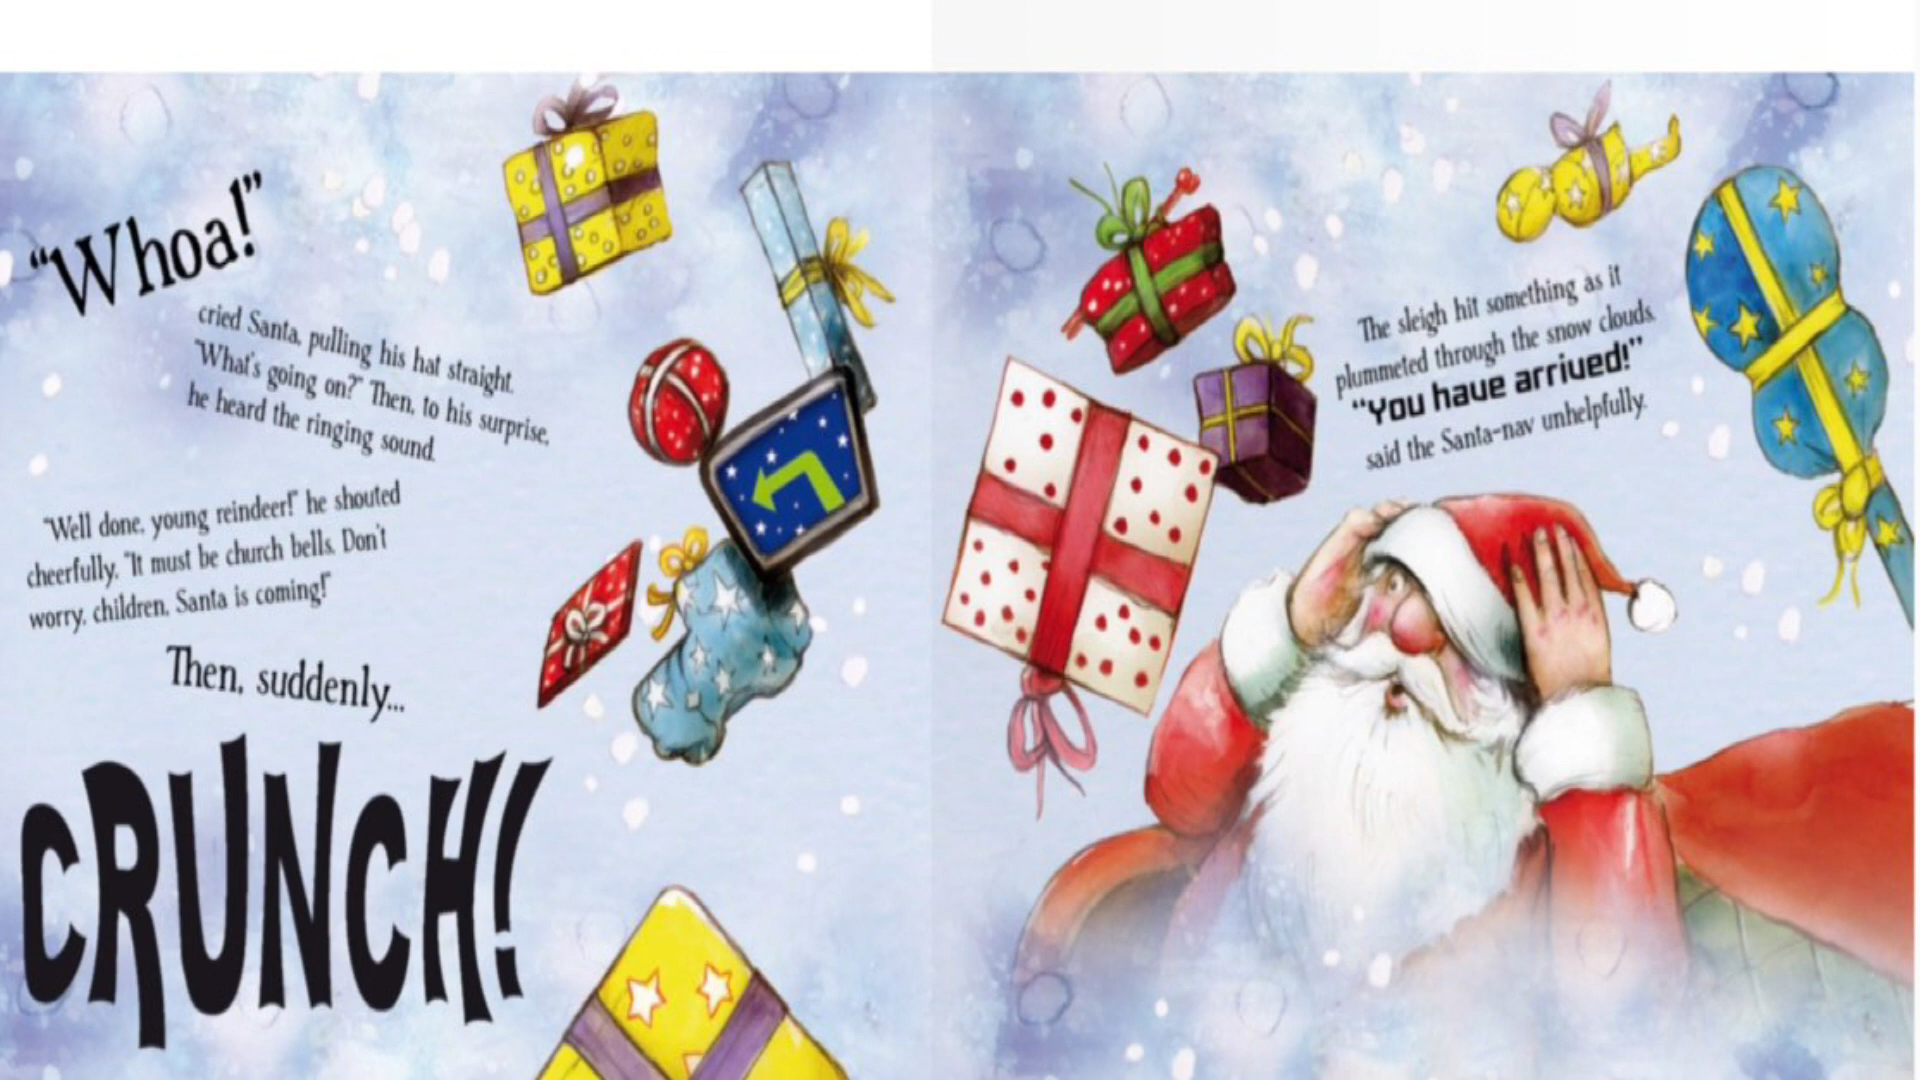 “Whoa!”
cried Santa, pulling his hat straight.
“What’s going on?” Then, to his surprise,
he heard the ringing sound.
“Well done, young reindeer!” he shouted
cheerfully. “It must be church bells. Don’t
worry, children, Santa is coming!”
Then, suddenly...
CRUNCH!
The sleigh hit something as it
plummeted through the snow clouds.
“You have arrived!”
said the Santa-nav unhelpfully.